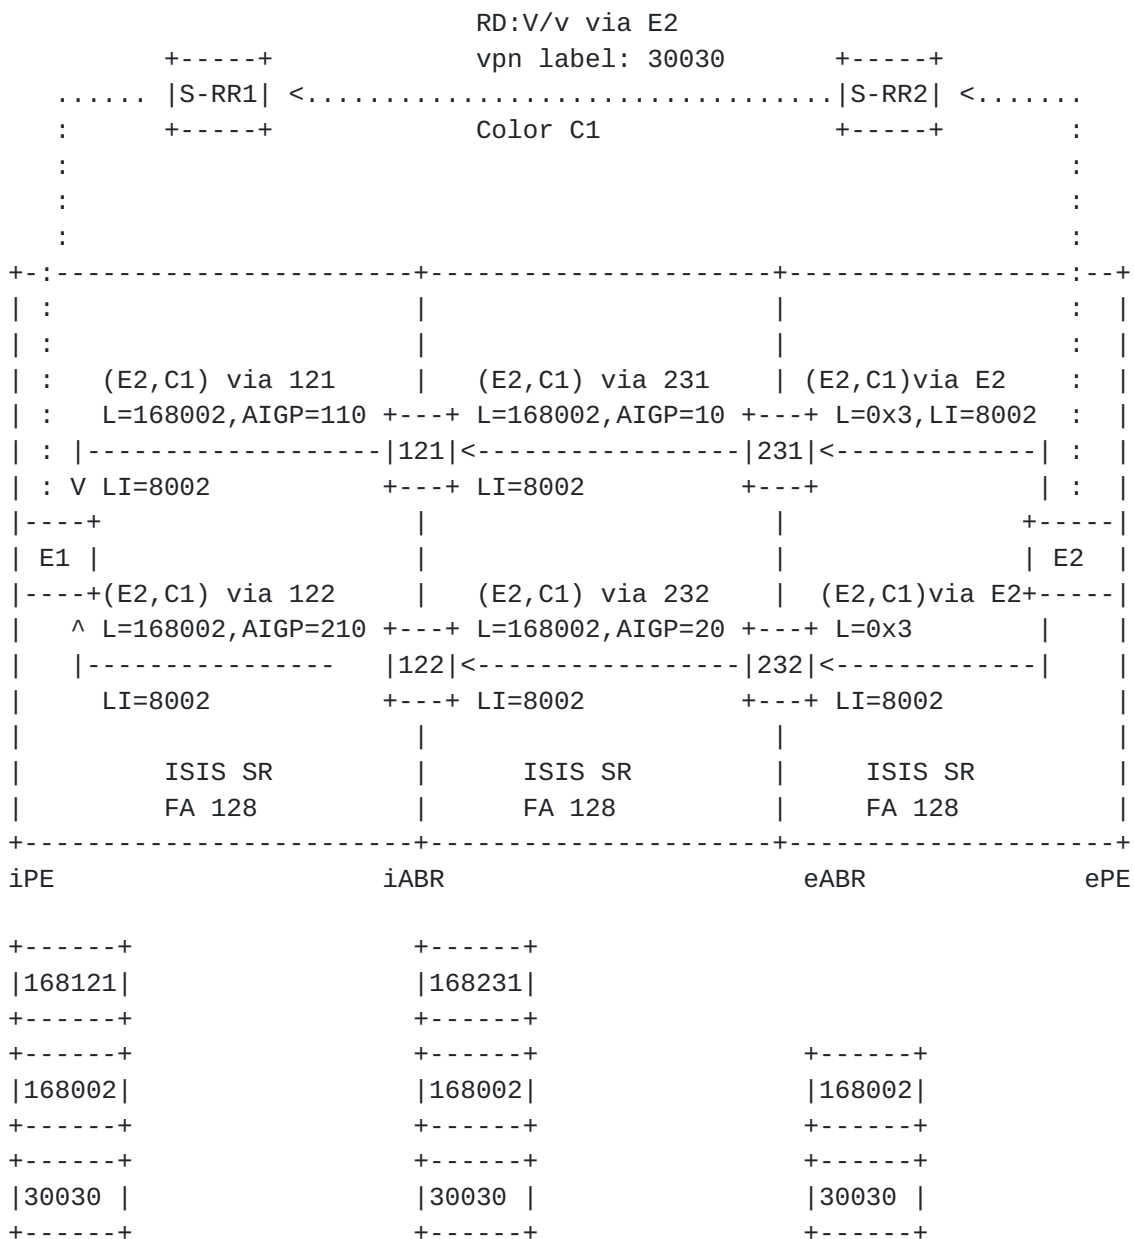 RD:V/v via E2
          +-----+             vpn label: 30030       +-----+
   ...... |S-RR1| <..................................|S-RR2| <.......
   :      +-----+             Color C1               +-----+        :
   :                                                                :
   :                                                                :
   :                                                                :
+-:-----------------------+----------------------+------------------:--+
| :                       |                      |                  :  |
| :                       |                      |                  :  |
| :   (E2,C1) via 121     |   (E2,C1) via 231    | (E2,C1)via E2    :  |
| :   L=168002,AIGP=110 +---+ L=168002,AIGP=10 +---+ L=0x3,LI=8002  :  |
| : |-------------------|121|<-----------------|231|<-------------| :  |
| : V LI=8002           +---+ LI=8002          +---+              | :  |
|----+                    |                      |               +-----|
| E1 |                    |                      |               | E2  |
|----+(E2,C1) via 122     |   (E2,C1) via 232    |  (E2,C1)via E2+-----|
|   ^ L=168002,AIGP=210 +---+ L=168002,AIGP=20 +---+ L=0x3        |    |
|   |----------------   |122|<-----------------|232|<-------------|    |
|     LI=8002           +---+ LI=8002          +---+ LI=8002           |
|                         |                      |                     |
|         ISIS SR         |      ISIS SR         |     ISIS SR         |
|         FA 128          |      FA 128          |     FA 128          |
+-------------------------+----------------------+---------------------+
iPE                     iABR                       eABR              ePE

+------+                  +------+
|168121|                  |168231|
+------+                  +------+
+------+                  +------+                 +------+
|168002|                  |168002|                 |168002|
+------+                  +------+                 +------+
+------+                  +------+                 +------+
|30030 |                  |30030 |                 |30030 |
+------+                  +------+                 +------+